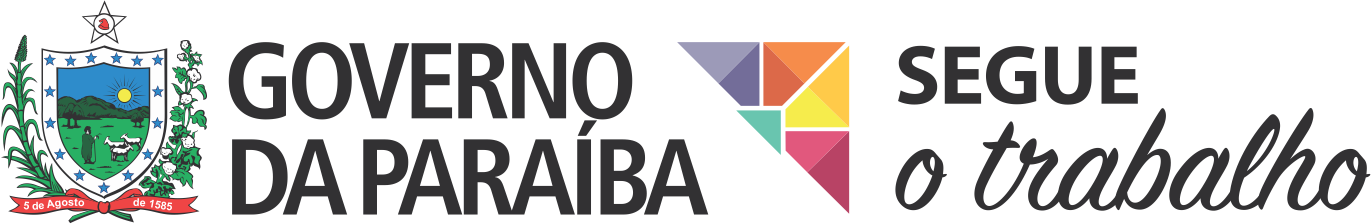 5 de Agosto de 1585
GOVERNO
DA PARAÍBA
SEGUE
o trabalho